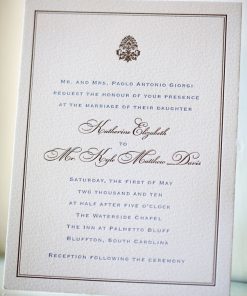 Mr. and Mrs. Paolo Antonio Giorgi
request the honour of your presence
at the marriage of their daughter
Katharine Elizabeth
to
Mr. Kyle Matthew Davis
Saturday, the First of May
two thousand and ten
at half after five o'clock
The Waterside Chapel
The Inn at Palmetto Bluff
Bluffton, South Carolina
Reception following the ceremony